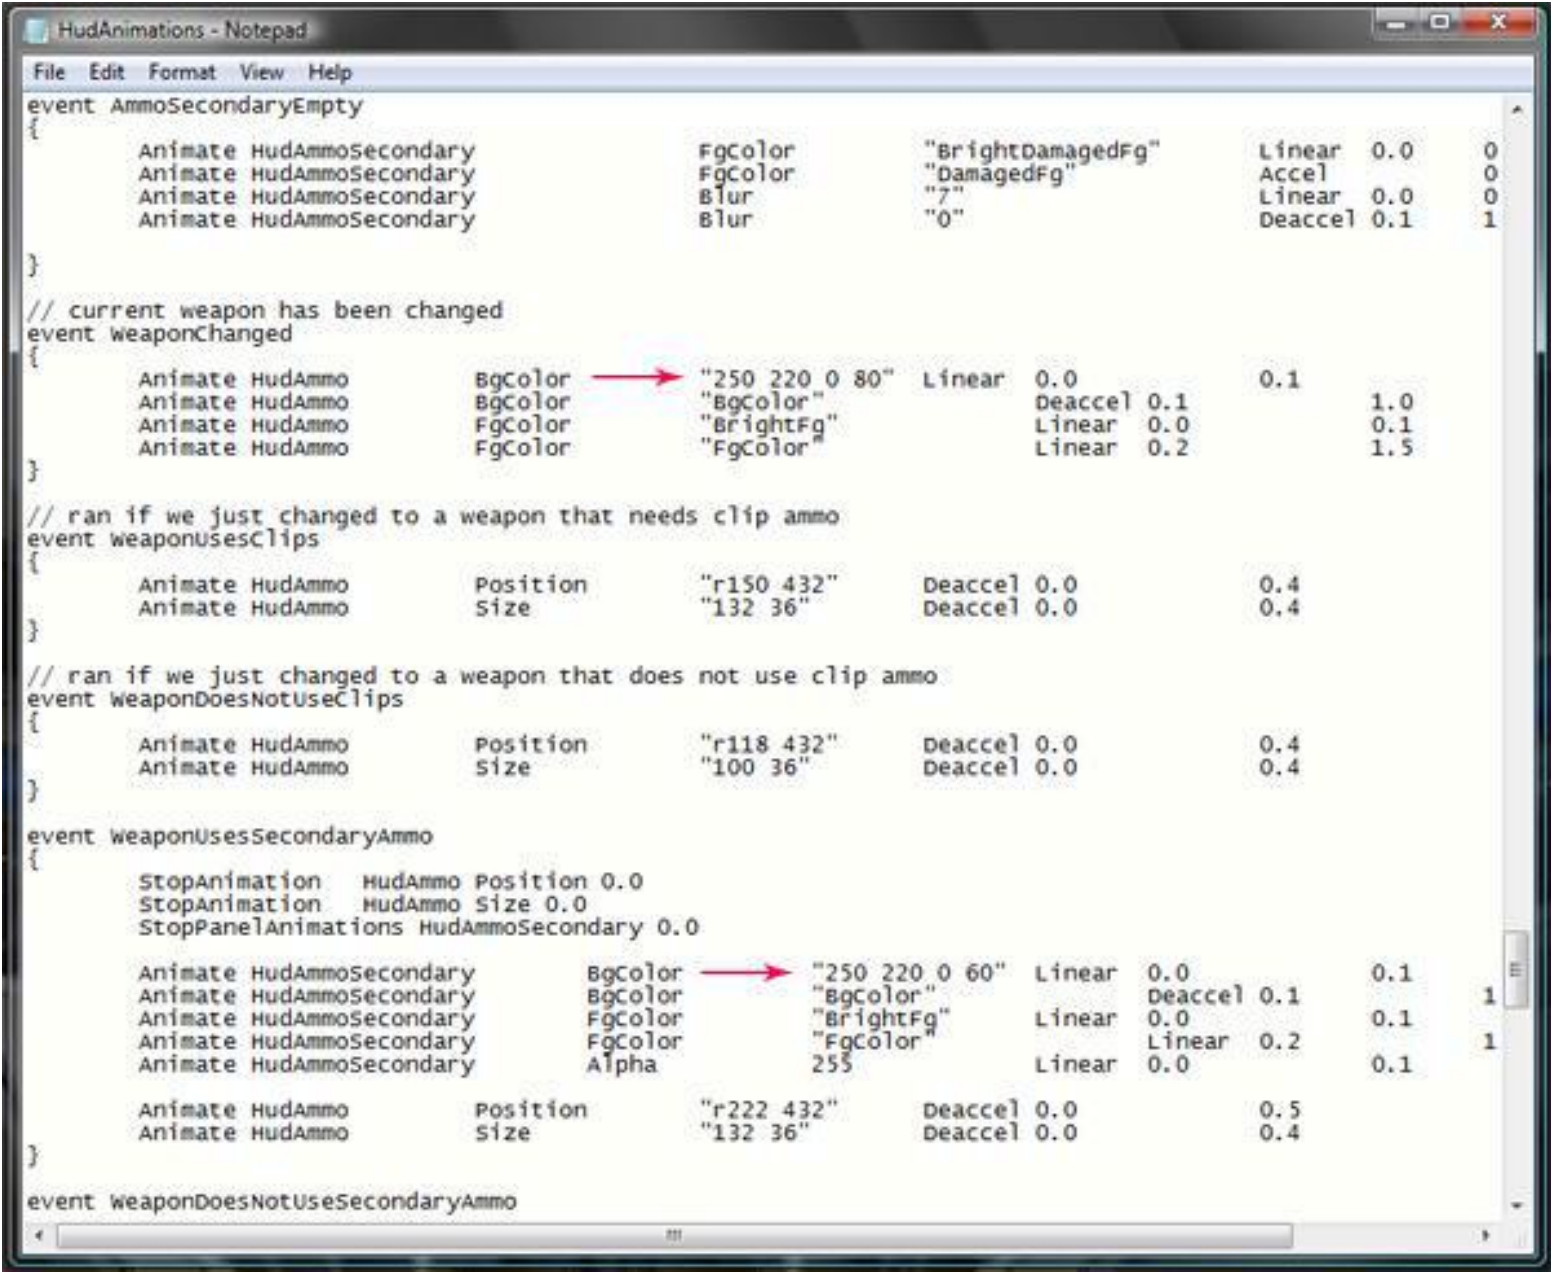 HudAnimations - Notepad
File Edit Format View Help
event AmmoSecondaryEmpty
{
Animate HudAmmoSecondary FgColor "BrightDamagedFg" Linear 0.0 0
Animate HudAmmoSecondary FgColor "DamagedFg" Accel 0
Animate HudAmmoSecondary Blur "7" Linear 0.0 0
Animate HudAmmoSecondary Blur "0" Deaccel 0.1 1
}
// current weapon has been changed
event WeaponChanged
{
Animate HudAmmo BgColor "250 220 0 80" Linear 0.0 0.1
Animate HudAmmo BgColor "BgColor" Deaccel 0.1 1.0
Animate HudAmmo FgColor "BrightFg" Linear 0.0 0.1
Animate HudAmmo FgColor "FgColor" Linear 0.2 1.5
}
// ran if we just changed to a weapon that needs clip ammo
event WeaponUsesClips
{
Animate HudAmmo Position "r150 432" Deaccel 0.0 0.4
Animate HudAmmo Size "132 36" Deaccel 0.0 0.4
}
// ran if we just changed to a weapon that does not use clip ammo
event WeaponDoesNotUseClips
{
Animate HudAmmo Position "r118 432" Deaccel 0.0 0.4
Animate HudAmmo Size "100 36" Deaccel 0.0 0.4
}
event WeaponUsesSecondaryAmmo
{
StopAnimation HudAmmo Position 0.0
StopAnimation HudAmmo Size 0.0
StopPanelAnimations HudAmmoSecondary 0.0
Animate HudAmmoSecondary BgColor "250 220 0 60" Linear 0.0 0.1
Animate HudAmmoSecondary BgColor "BgColor" Deaccel 0.1 1
Animate HudAmmoSecondary FgColor "BrightFg" Linear 0.0 0.1
Animate HudAmmoSecondary FgColor "FgColor" Linear 0.2 1
Animate HudAmmoSecondary Alpha 255 Linear 0.0 0.1
Animate HudAmmo Position "r222 432" Deaccel 0.0 0.5
Animate HudAmmo Size "132 36" Deaccel 0.0 0.4
}
event WeaponDoesNotUseSecondaryAmmo